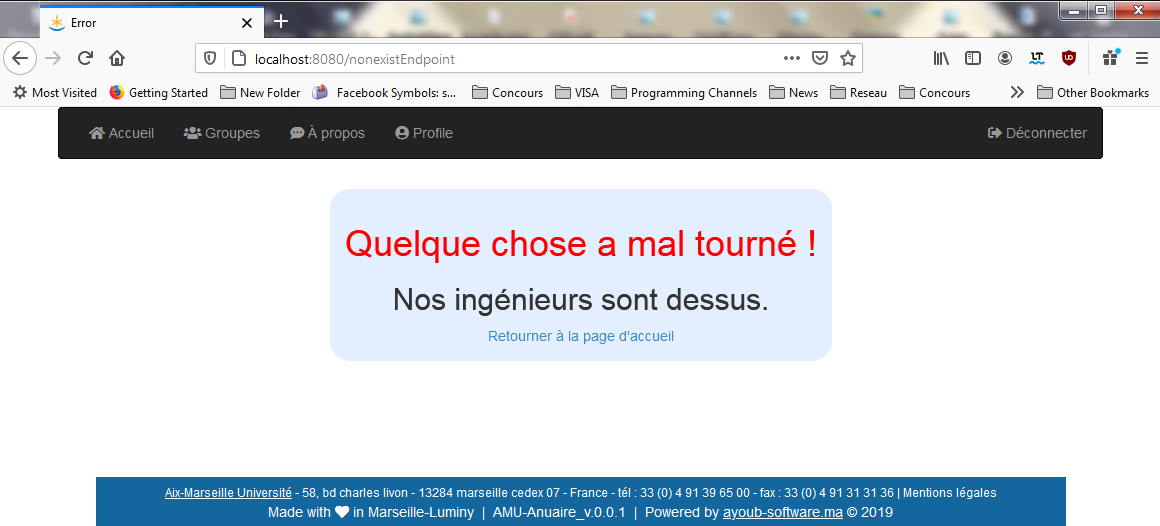 Error
localhost:8080/nonexistEndpoint
Most Visited Getting Started New Folder Facebook Symbols: s... Concours VISA Programming Channels News Reseau Concours Other Bookmarks
Accueil Groupes À propos Profile Déconnecter
Quelque chose a mal tourné !
Nos ingénieurs sont dessus.
Retourner à la page d'accueil
Aix-Marseille Université - 58, bd charles livon - 13284 marseille cedex 07 - France - tél : 33 (0) 4 91 39 65 00 - fax : 33 (0) 4 91 31 31 36 | Mentions légales
Made with ♥ in Marseille-Luminy | AMU-Anuaire_v.0.0.1 | Powered by ayoub-software.ma © 2019